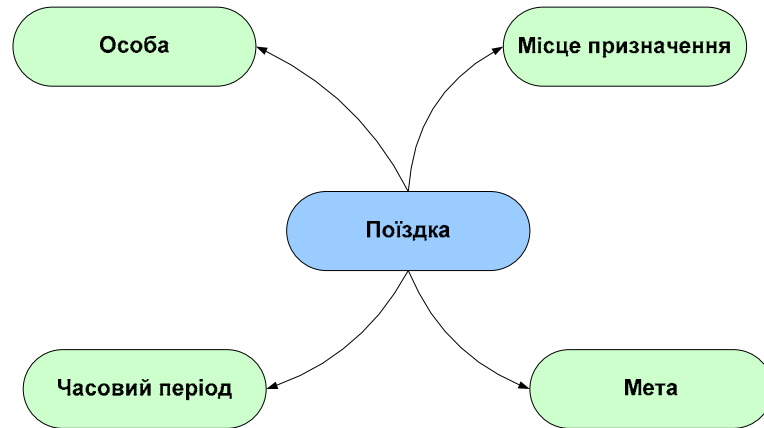 Особа
Місце призначення
Поїздка
Часовий період
Мета